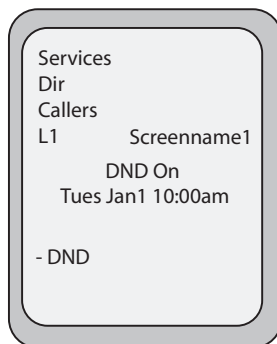 Services
Dir
Callers
L1 Screenname1
DND On
Tues Jan1 10:00am
- DND